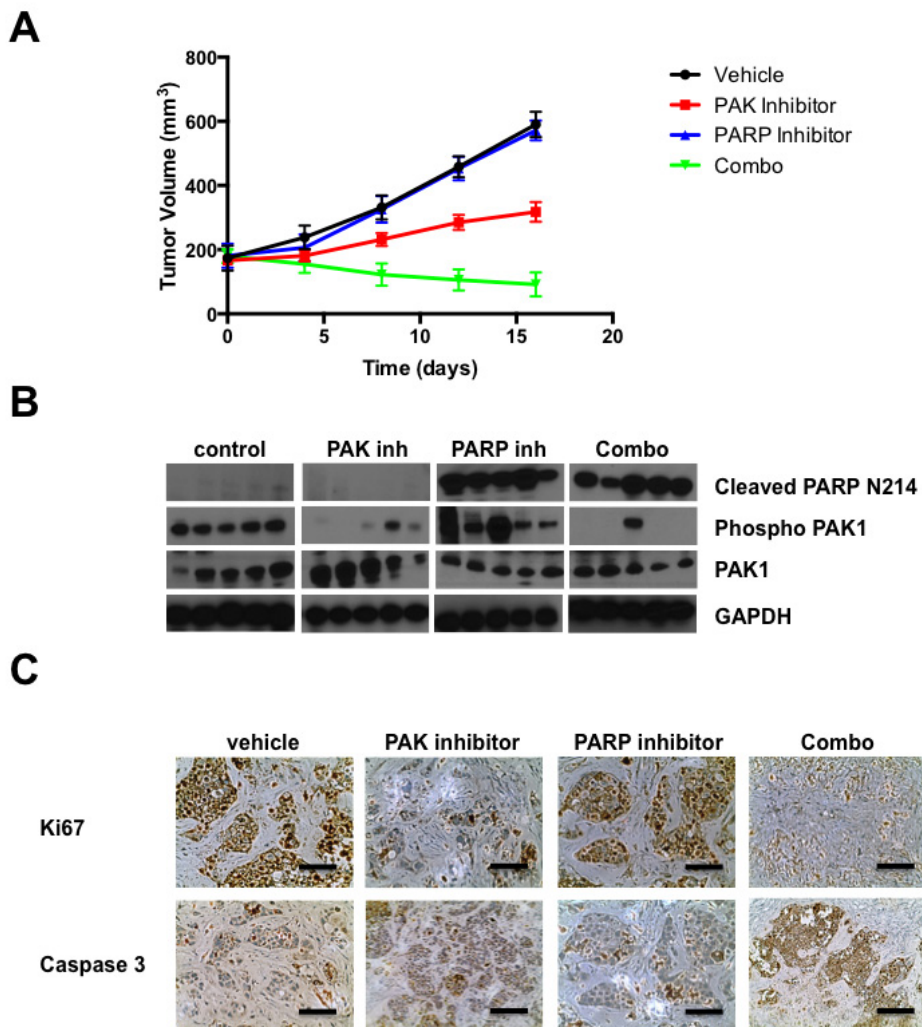 A
800
600
400
200
0
0 5 10 15 20
Tumor Volume (mm³)
Time (days)
Vehicle
PAK Inhibitor
PARP Inhibitor
Combo
B
control PAK inh PARP inh Combo
Cleaved PARP N214
Phospho PAK1
PAK1
GAPDH
C
vehicle PAK inhibitor PARP inhibitor Combo
Ki67
Caspase 3